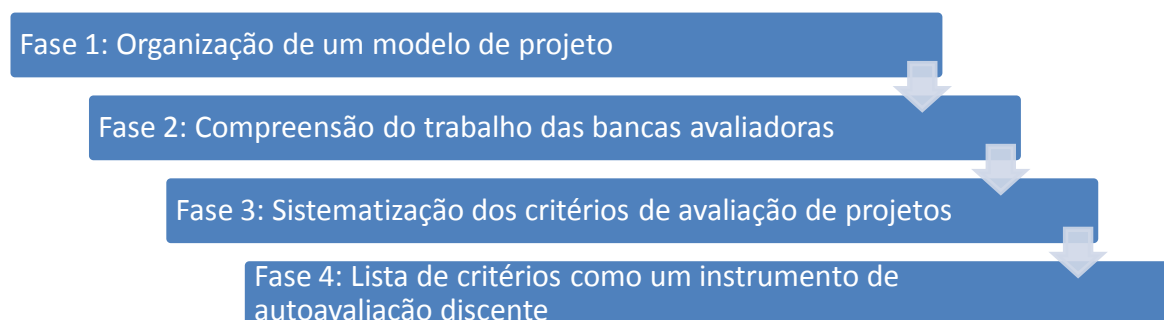 Fase 1: Organização de um modelo de projeto
Fase 2: Compreensão do trabalho das bancas avaliadoras
Fase 3: Sistematização dos critérios de avaliação de projetos
Fase 4: Lista de critérios como um instrumento de
autoavaliação discente